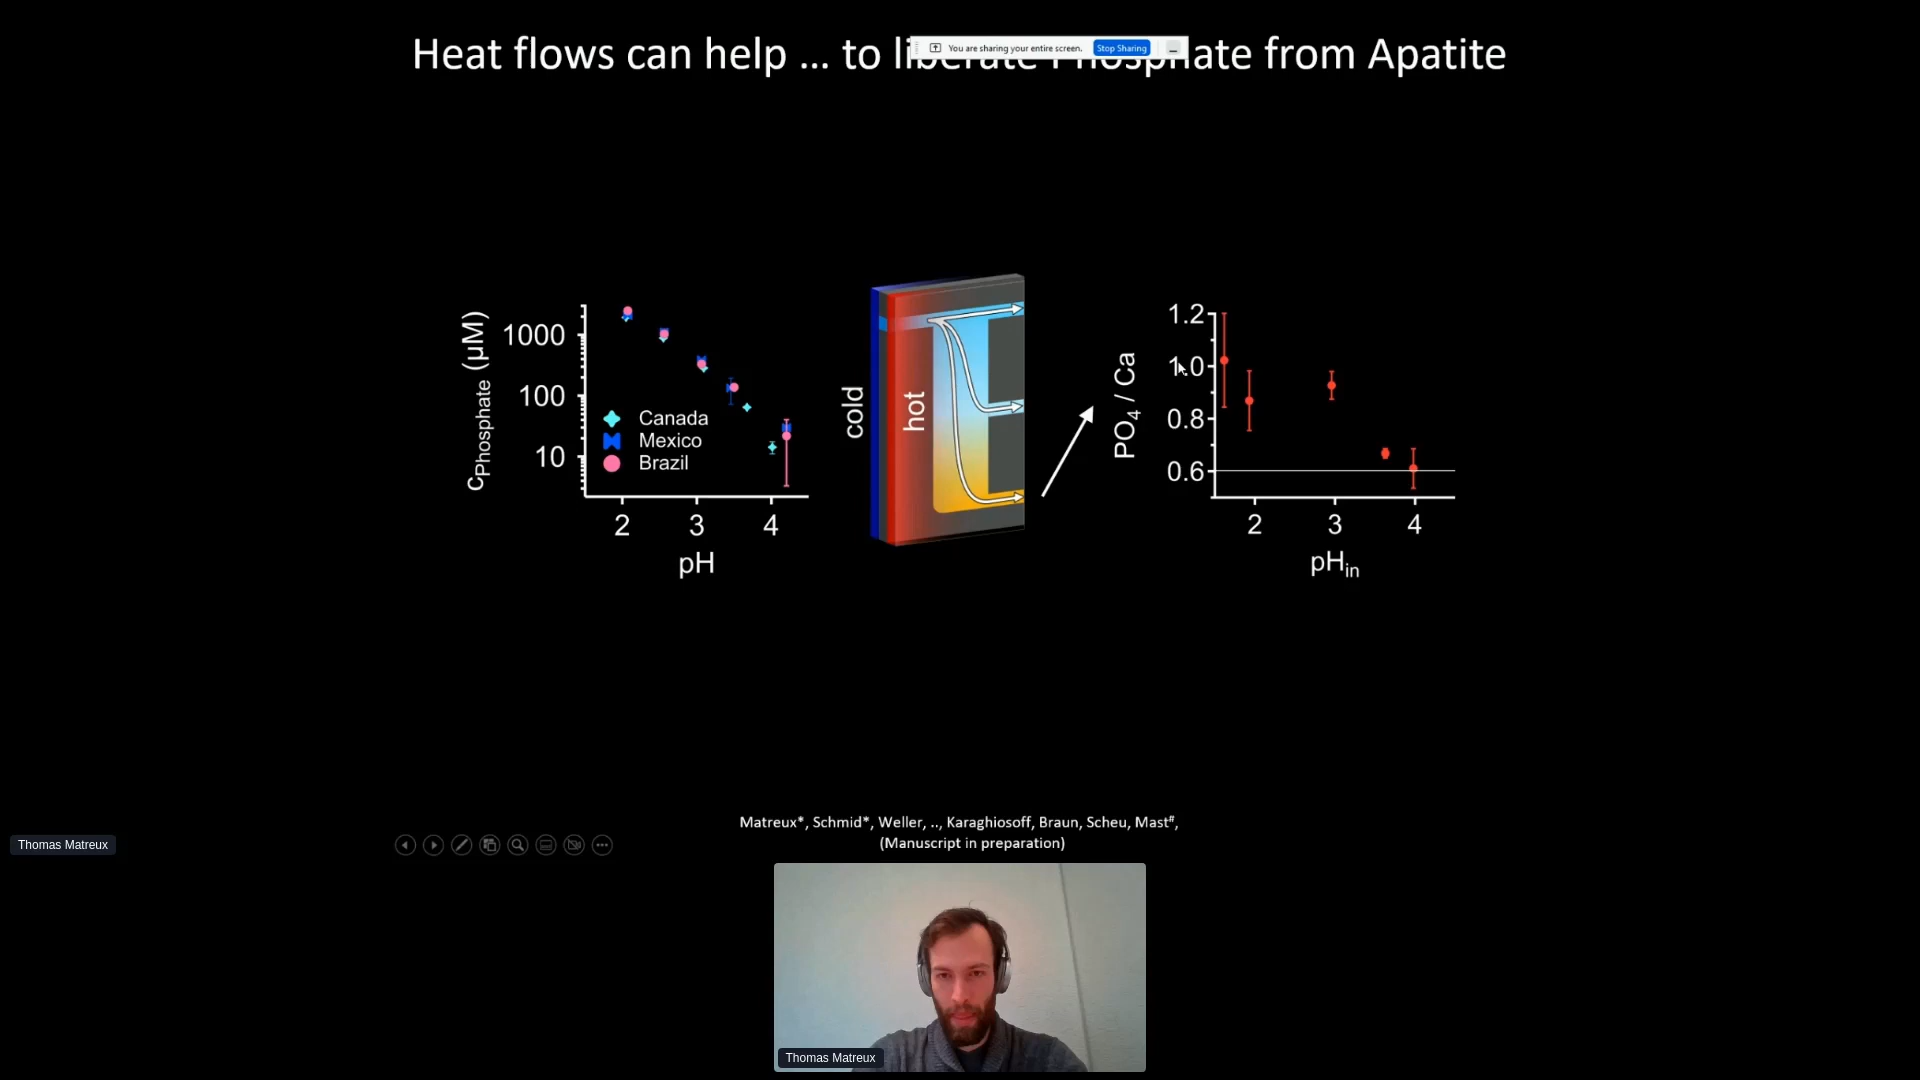 Heat flows can help ... to liberate Phosphate from Apatite
You are sharing your entire screen.
Stop Sharing
cPhosphate (µM)
1000
100
10
Canada
Mexico
Brazil
2
3
4
pH
cold
hot
PO4 / Ca
1.2
1.0
0.8
0.6
2
3
4
pHin
Matreux*, Schmid*, Weller, .., Karaghiosoff, Braun, Scheu, Mast#,
(Manuscript in preparation)
Thomas Matreux
Thomas Matreux